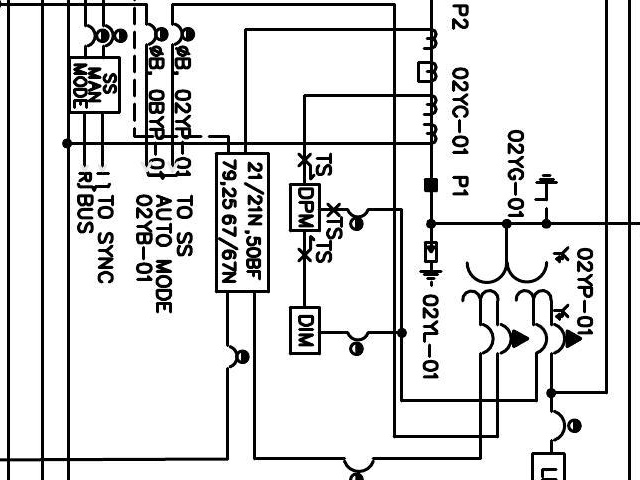 P2
02YC-01
P1
02YG-01
02YP-01
02YL-01
SS
MAN
MODE
ØB, 02YP-01
ØB, 0BYP-01
TO SS
AUTO MODE
02YB-01
TO SYNC
BUS
R
21/21N ,50BF
79,25 67/67N
TS
DPM
TS
TS
DIM